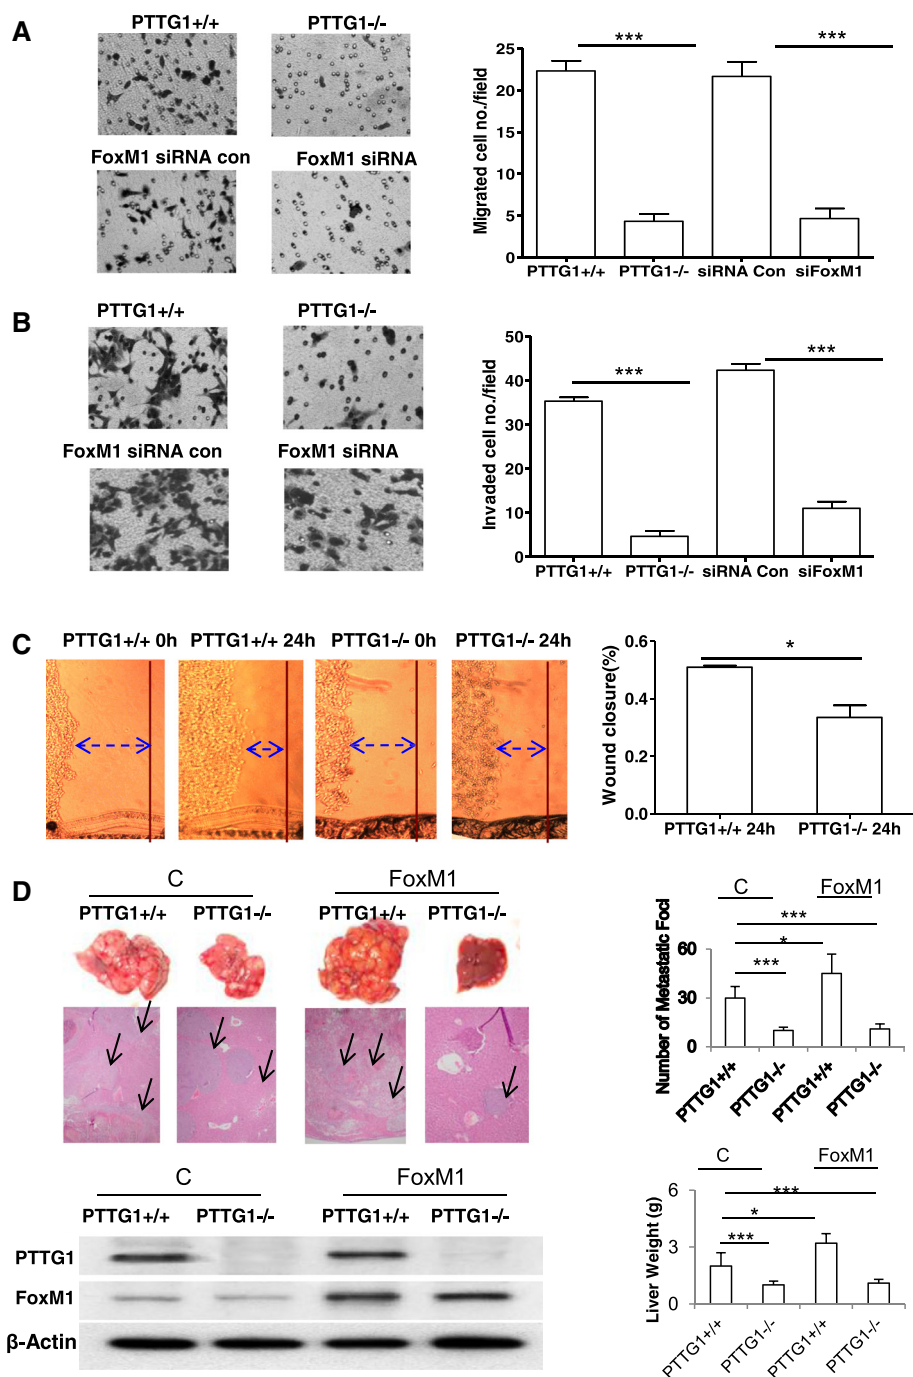 A
PTTG1+/+
PTTG1-/-
FoxM1 siRNA con
FoxM1 siRNA
Migrated cell no./field
25
20
15
10
5
0
***
***
PTTG1+/+
PTTG1-/-
siRNA Con
siFoxM1
B
PTTG1+/+
PTTG1-/-
FoxM1 siRNA con
FoxM1 siRNA
Invaded cell no./field
50
40
30
20
10
0
***
***
PTTG1+/+
PTTG1-/-
siRNA Con
siFoxM1
C
PTTG1+/+ 0h
PTTG1+/+ 24h
PTTG1-/- 0h
PTTG1-/- 24h
Wound closure(%)
0.6
0.4
0.2
0.0
*
PTTG1+/+ 24h
PTTG1-/- 24h
D
C
FoxM1
PTTG1+/+
PTTG1-/-
PTTG1+/+
PTTG1-/-
C
FoxM1
Number of Metastatic Foci
60
30
0
***
*
***
PTTG1+/+
PTTG1-/-
PTTG1+/+
PTTG1-/-
C
FoxM1
PTTG1+/+
PTTG1-/-
PTTG1+/+
PTTG1-/-
PTTG1
FoxM1
β-Actin
C
FoxM1
Liver Weight (g)
6
3
0
***
*
***
PTTG1+/+
PTTG1-/-
PTTG1+/+
PTTG1-/-